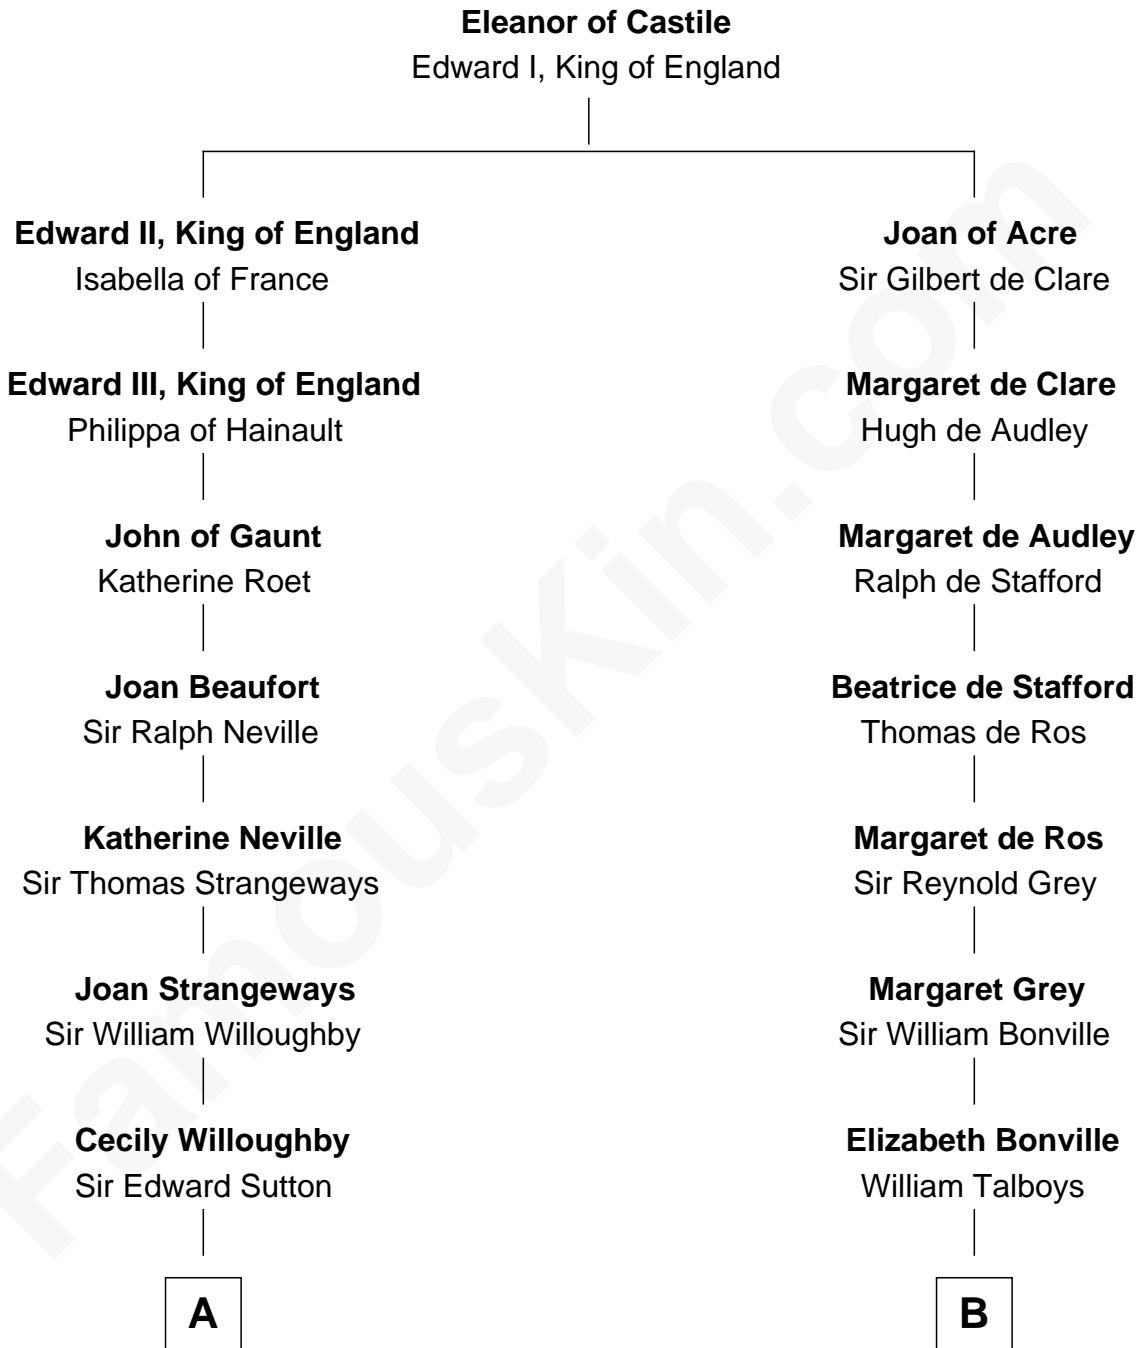 Eleanor of Castile
Edward I, King of England
Edward II, King of England
Isabella of France
Joan of Acre
Sir Gilbert de Clare
Edward III, King of England
Philippa of Hainault
Margaret de Clare
Hugh de Audley
John of Gaunt
Katherine Roet
Margaret de Audley
Ralph de Stafford
Joan Beaufort
Sir Ralph Neville
Beatrice de Stafford
Thomas de Ros
Katherine Neville
Sir Thomas Strangeways
Margaret de Ros
Sir Reynold Grey
Joan Strangeways
Sir William Willoughby
Margaret Grey
Sir William Bonville
Cecily Willoughby
Sir Edward Sutton
Elizabeth Bonville
William Talboys
A
B
FamousKin.com